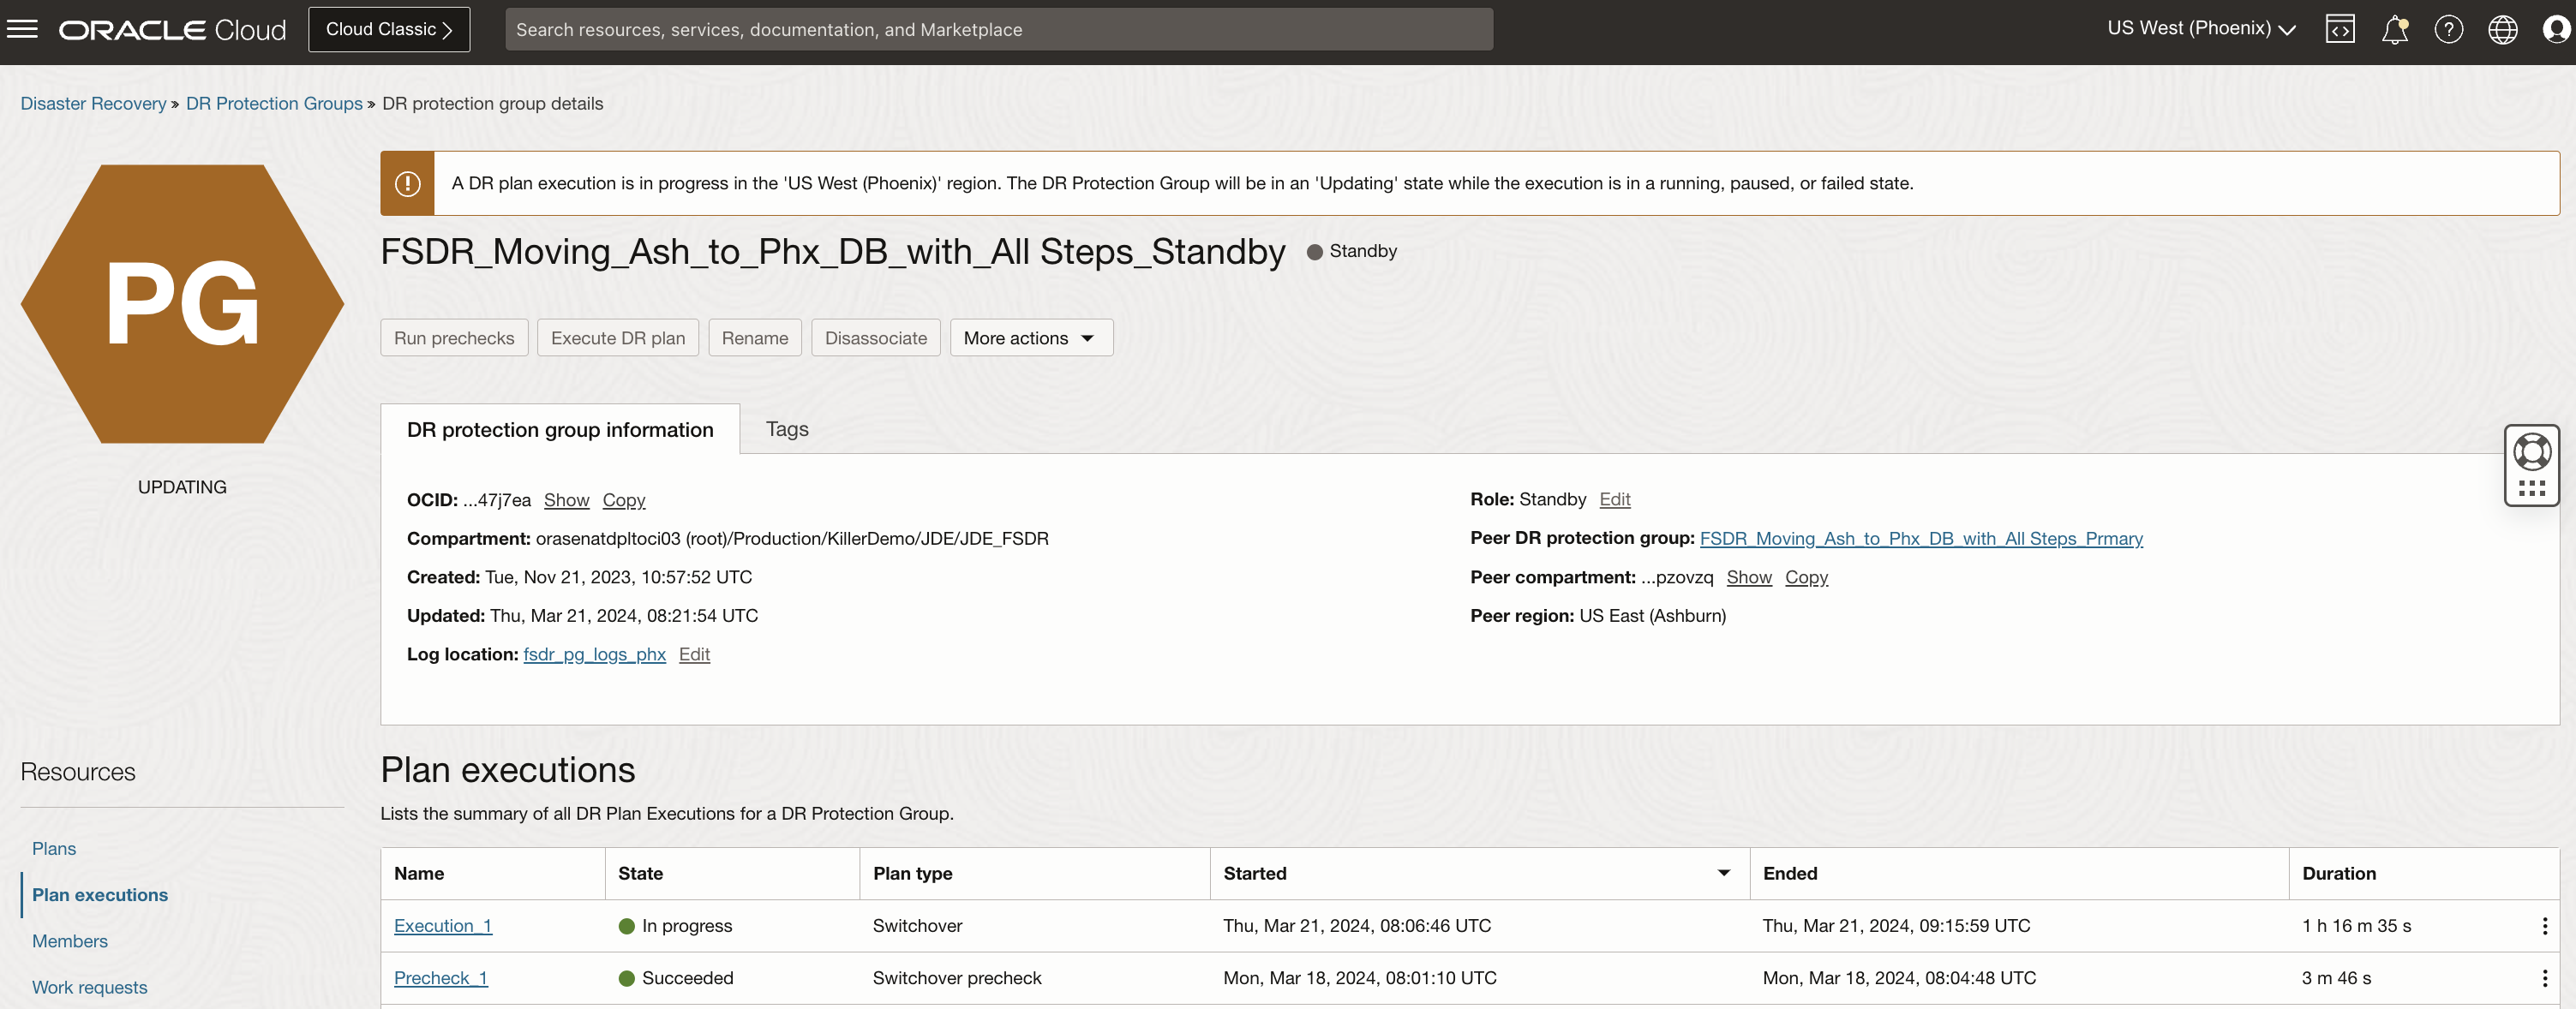 ORACLE Cloud
Cloud Classic
Search resources, services, documentation, and Marketplace
US West (Phoenix)
Disaster Recovery » DR Protection Groups » DR protection group details
PG
UPDATING
A DR plan execution is in progress in the 'US West (Phoenix)' region. The DR Protection Group will be in an 'Updating' state while the execution is in a running, paused, or failed state.
FSDR_Moving_Ash_to_Phx_DB_with_All Steps_Standby Standby
Run prechecks Execute DR plan Rename Disassociate More actions
DR protection group information Tags
OCID: ...47j7ea Show Copy
Compartment: orasenatdpltoci03 (root)/Production/KillerDemo/JDE/JDE_FSDR
Created: Tue, Nov 21, 2023, 10:57:52 UTC
Updated: Thu, Mar 21, 2024, 08:21:54 UTC
Log location: fsdr_pg_logs_phx Edit
Role: Standby Edit
Peer DR protection group: FSDR_Moving_Ash_to_Phx_DB_with_All Steps_Prmary
Peer compartment: ...pzovzq Show Copy
Peer region: US East (Ashburn)
Resources
Plans
Plan executions
Members
Work requests
Plan executions
Lists the summary of all DR Plan Executions for a DR Protection Group.
Name State Plan type Started Ended Duration
Execution_1 In progress Switchover Thu, Mar 21, 2024, 08:06:46 UTC Thu, Mar 21, 2024, 09:15:59 UTC 1 h 16 m 35 s
Precheck_1 Succeeded Switchover precheck Mon, Mar 18, 2024, 08:01:10 UTC Mon, Mar 18, 2024, 08:04:48 UTC 3 m 46 s